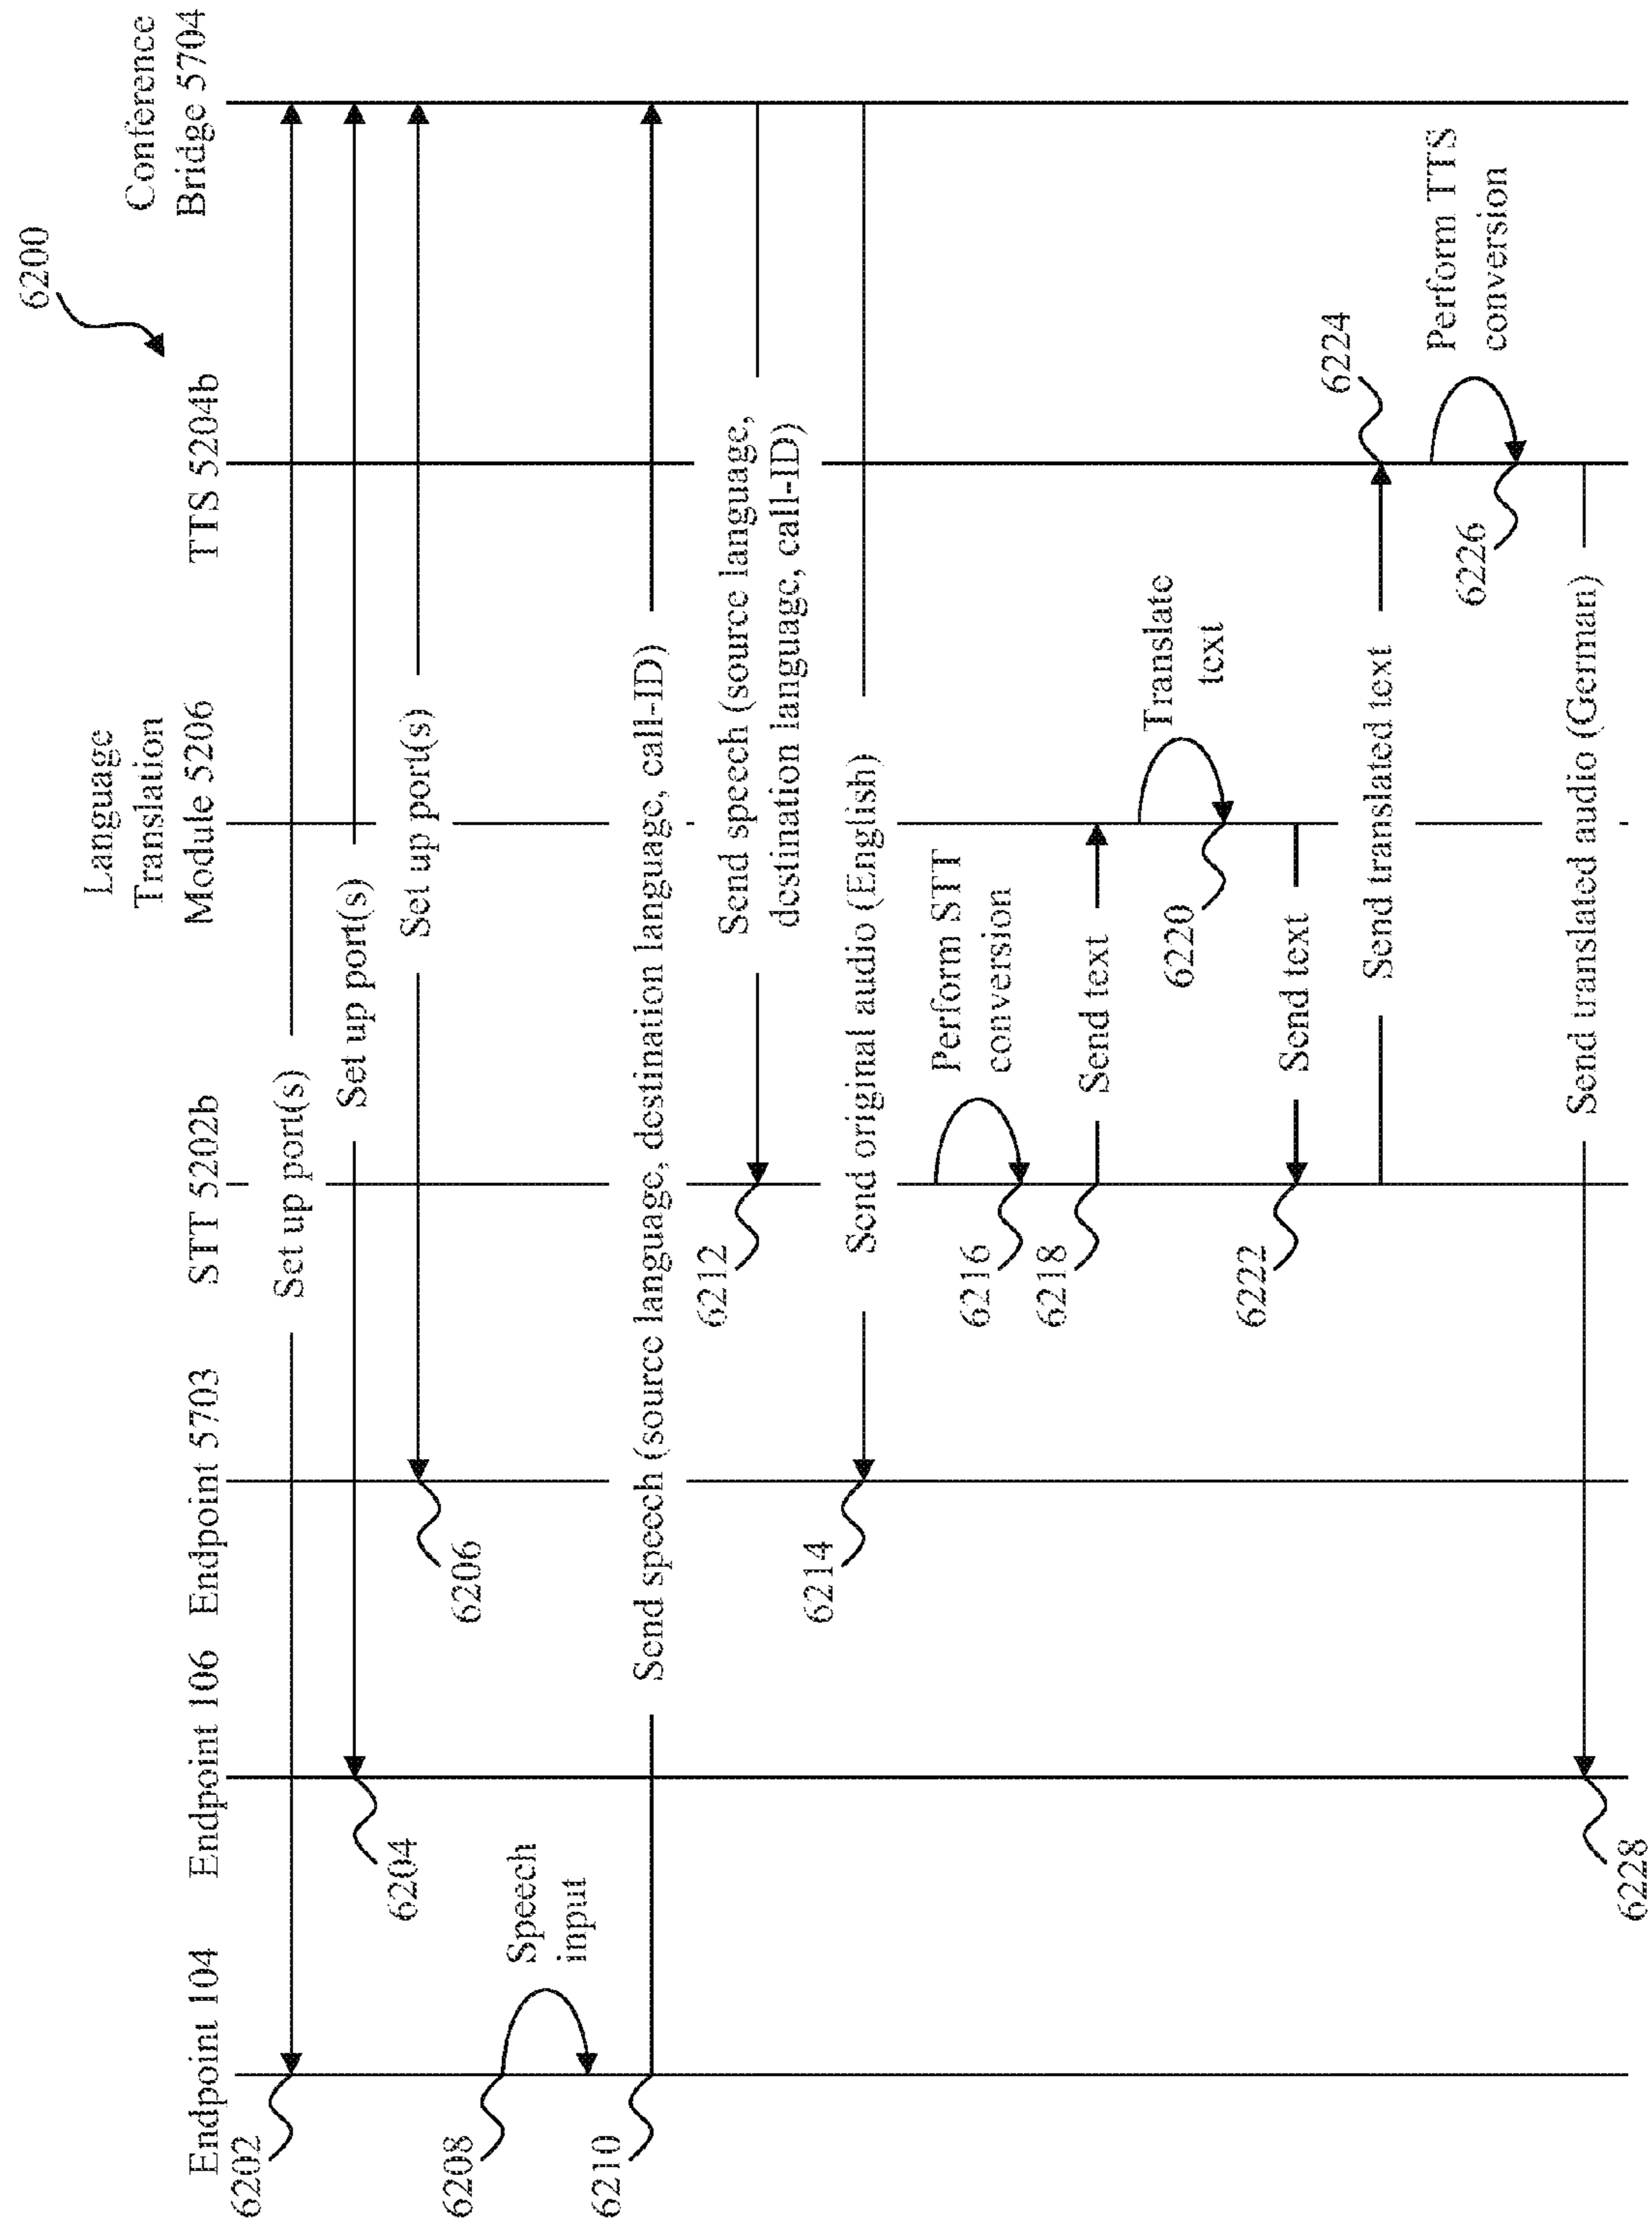 6200
Endpoint 104
Endpoint 106
Endpoint 5703
STT 5202b
Language
Translation
Module 5206
TTS 5204b
Conference
Bridge 5704
6202
Set up port(s)
6204
Set up port(s)
6206
Set up port(s)
6208
Speech
input
6210
Send speech (source language, destination language, call-ID)
6212
Send speech (source language,
destination language, call-ID)
6214
Send original audio (English)
6216
Perform STT
conversion
6218
Send text
6220
Translate
text
6222
Send text
6224
Send translated text
6226
Perform TTS
conversion
6228
Send translated audio (German)